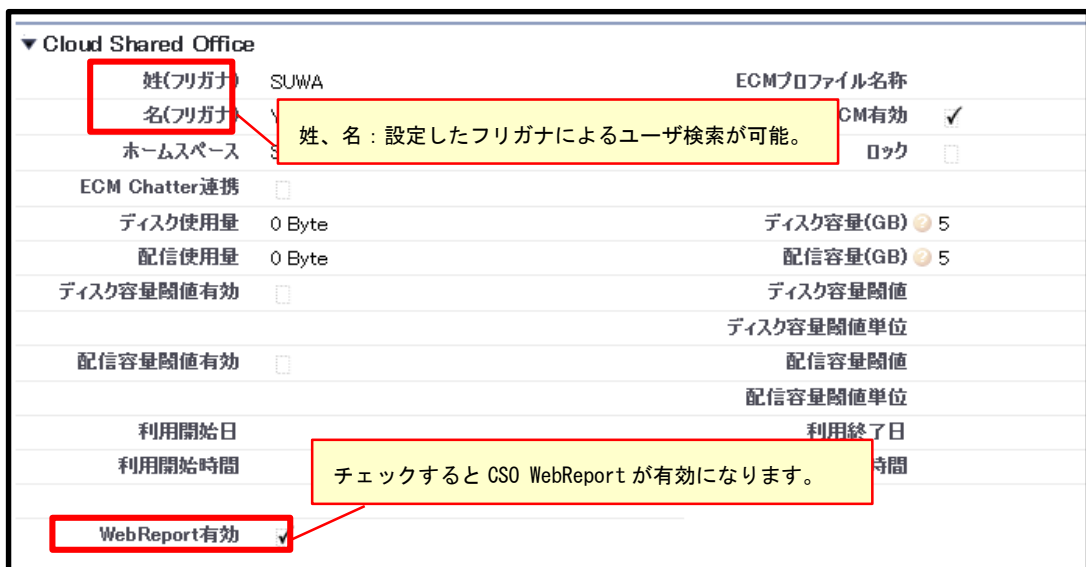 ▼ Cloud Shared Office
姓(フリガナ) SUWA ECMプロファイル名称
名(フリガナ) CM有効 ✓
姓、名：設定したフリガナによるユーザ検索が可能。
ホームスペース ロック
ECM Chatter連携
ディスク使用量 0 Byte ディスク容量(GB) ? 5
配信使用量 0 Byte 配信容量(GB) ? 5
ディスク容量閾値有効 ディスク容量閾値
ディスク容量閾値単位
配信容量閾値有効 配信容量閾値
配信容量閾値単位
利用開始日 利用終了日
利用開始時間 時間
チェックすると CSO WebReport が有効になります。
WebReport有効 ✓